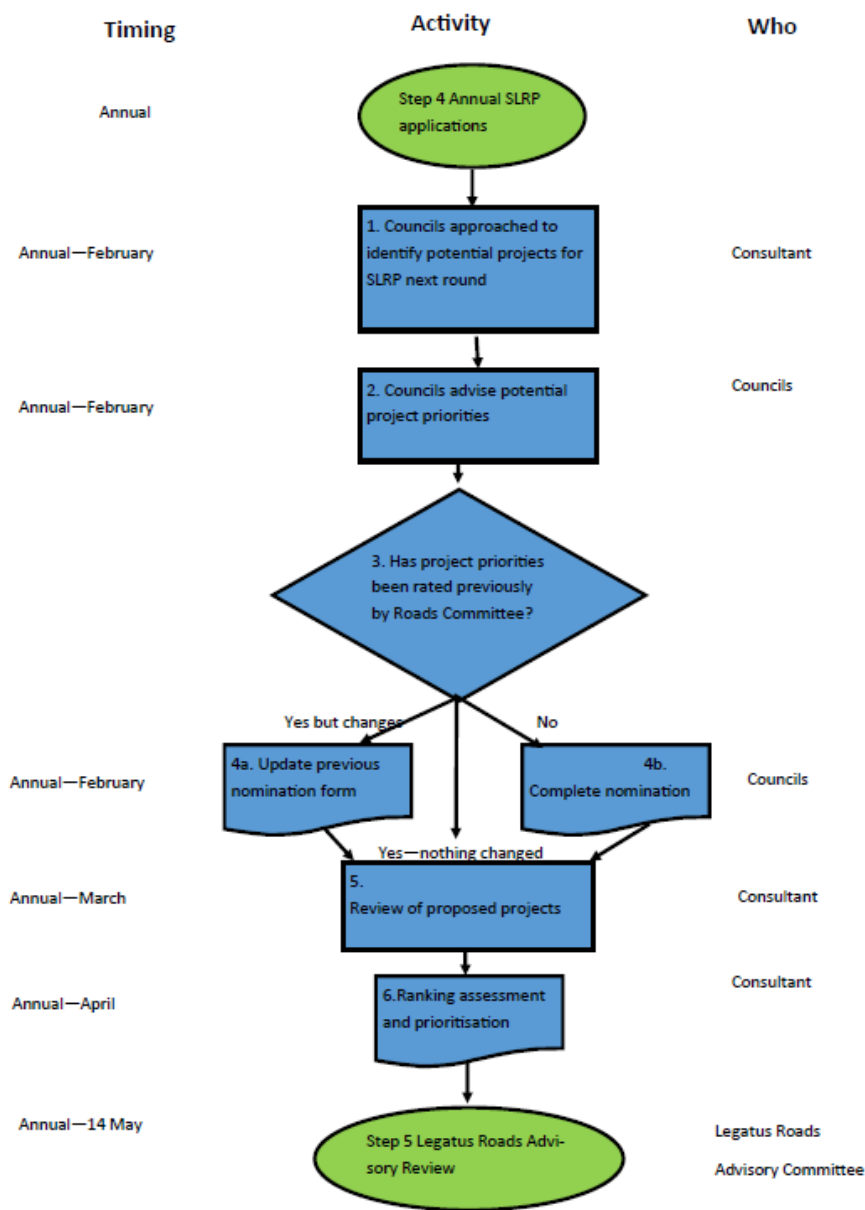 Timing
Activity
Who
Annual
Step 4 Annual SLRP
applications
Annual—February
1. Councils approached to
identify potential projects for
SLRP next round
Consultant
Annual—February
2. Councils advise potential
project priorities
Councils
3. Has project priorities
been rated previously
by Roads Committee?
Yes but changes
No
Annual—February
4a. Update previous
nomination form
4b.
Complete nomination
Councils
Yes—nothing changed
Annual—March
5.
Review of proposed projects
Consultant
Annual—April
6.Ranking assessment
and prioritisation
Consultant
Annual—14 May
Step 5 Legatus Roads Advi-
sory Review
Legatus Roads
Advisory Committee